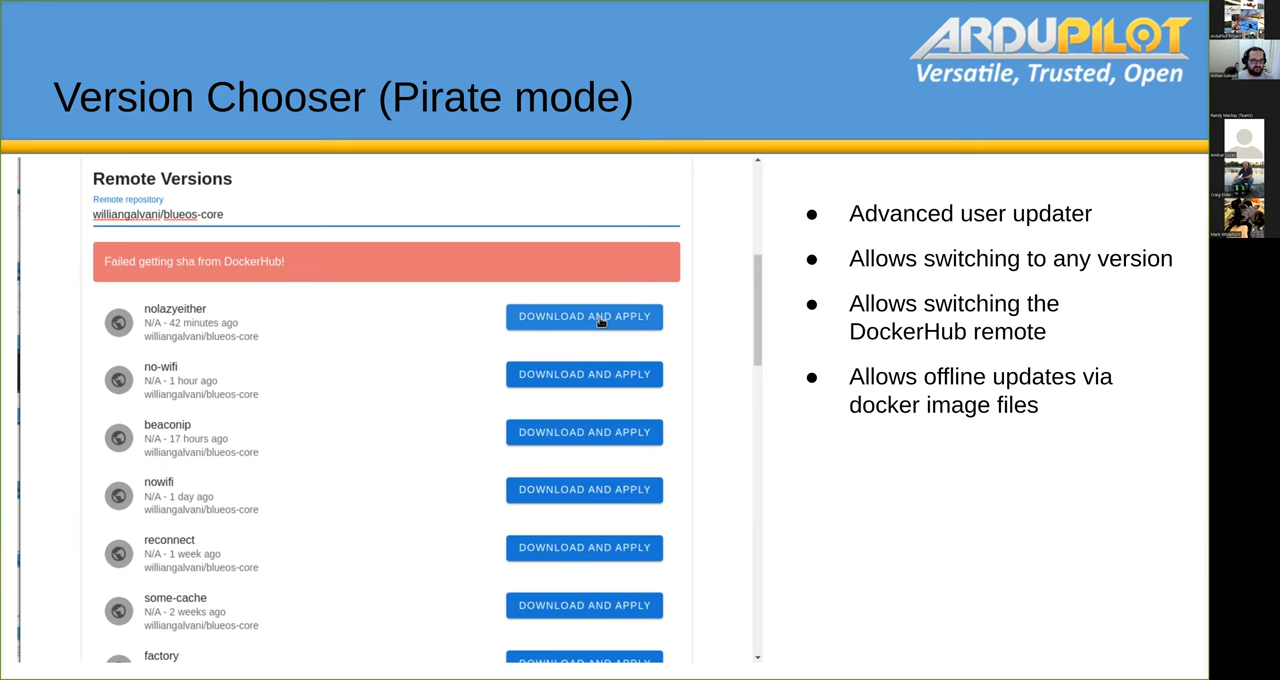 ARDUPILOT
Versatile, Trusted, Open
Version Chooser (Pirate mode)
Remote Versions
Remote repository
williangalvani/blueos-core
Failed getting sha from DockerHub!
nolazyeither
N/A - 42 minutes ago
williangalvani/blueos-core
DOWNLOAD AND APPLY
no-wifi
N/A - 1 hour ago
williangalvani/blueos-core
DOWNLOAD AND APPLY
beaconip
N/A - 17 hours ago
williangalvani/blueos-core
DOWNLOAD AND APPLY
nowifi
N/A - 1 day ago
williangalvani/blueos-core
DOWNLOAD AND APPLY
reconnect
N/A - 1 week ago
williangalvani/blueos-core
DOWNLOAD AND APPLY
some-cache
N/A - 2 weeks ago
williangalvani/blueos-core
DOWNLOAD AND APPLY
factory
DOWNLOAD AND APPLY
● Advanced user updater
● Allows switching to any version
● Allows switching the
DockerHub remote
● Allows offline updates via
docker image files